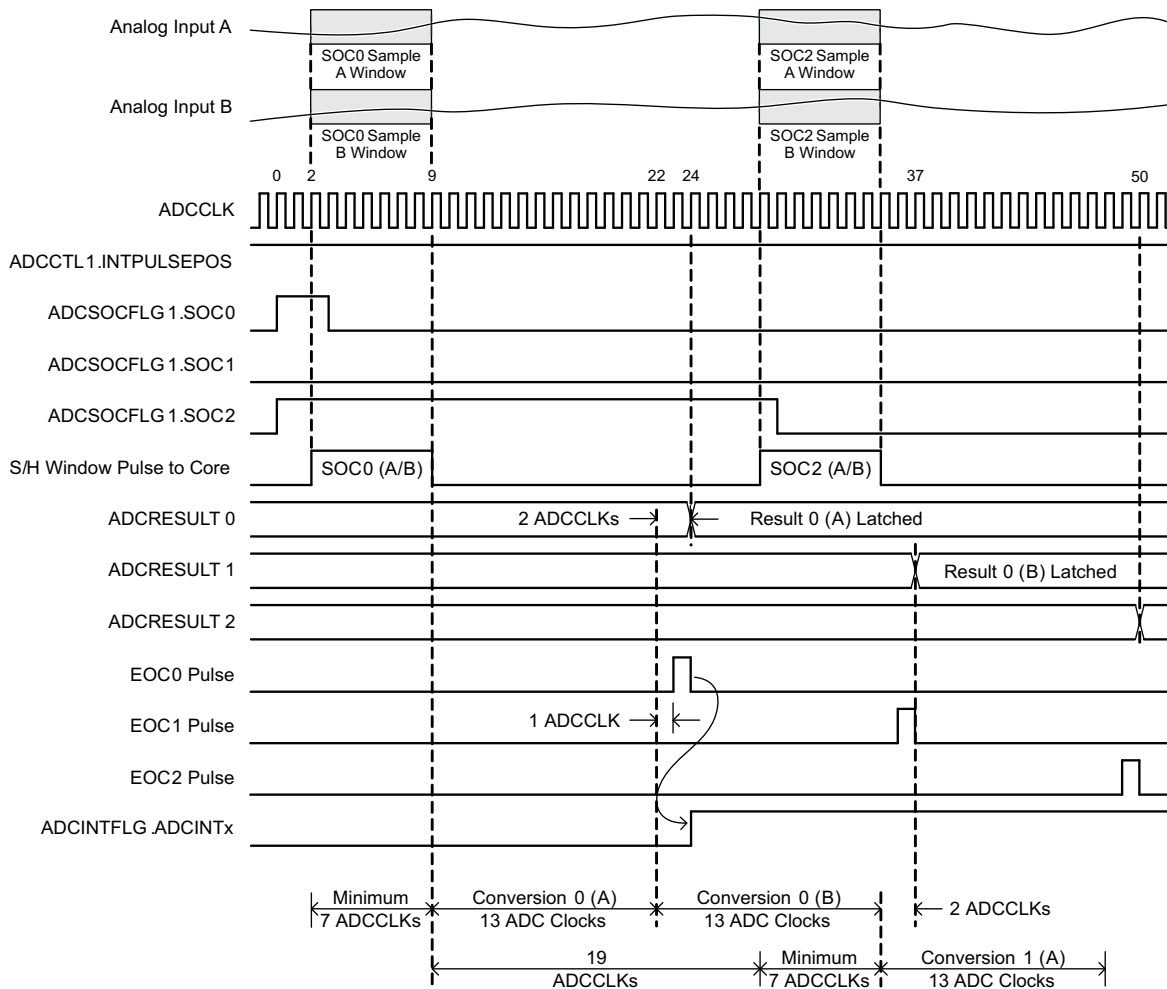 Analog Input A
SOC0 Sample
A Window
SOC2 Sample
A Window
Analog Input B
SOC0 Sample
B Window
SOC2 Sample
B Window
0 2 9 22 24 37 50
ADCCLK
ADCCTL1.INTPULSEPOS
ADCSOCFLG1.SOC0
ADCSOCFLG1.SOC1
ADCSOCFLG1.SOC2
S/H Window Pulse to Core
SOC0 (A/B)
SOC2 (A/B)
ADCRESULT 0
2 ADCCLKs
Result 0 (A) Latched
ADCRESULT 1
Result 0 (B) Latched
ADCRESULT 2
EOC0 Pulse
EOC1 Pulse
1 ADCCLK
EOC2 Pulse
ADCINTFLG.ADCINTx
Minimum
7 ADCCLKs
Conversion 0 (A)
13 ADC Clocks
Conversion 0 (B)
13 ADC Clocks
2 ADCCLKs
19
ADCCLKs
Minimum
7 ADCCLKs
Conversion 1 (A)
13 ADC Clocks